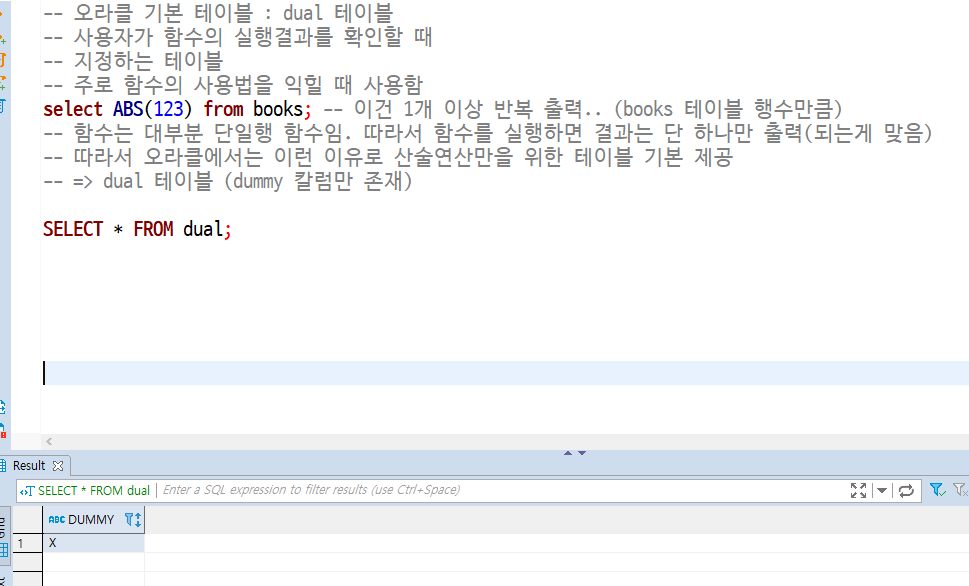 -- 오라클 기본 테이블 : dual 테이블
-- 사용자가 함수의 실행결과를 확인할 때
-- 지정하는 테이블
-- 주로 함수의 사용법을 익힐 때 사용함
select ABS(123) from books; -- 이건 1개 이상 반복 출력.. (books 테이블 행수만큼)
-- 함수는 대부분 단일행 함수임. 따라서 함수를 실행하면 결과는 단 하나만 출력(되는게 맞음)
-- 따라서 오라클에서는 이런 이유로 산술연산만을 위한 테이블 기본 제공
-- => dual 테이블 (dummy 칼럼만 존재)
SELECT * FROM dual;
Result
SELECT * FROM dual
Enter a SQL expression to filter results (use Ctrl+Space)
ABC DUMMY
1 X